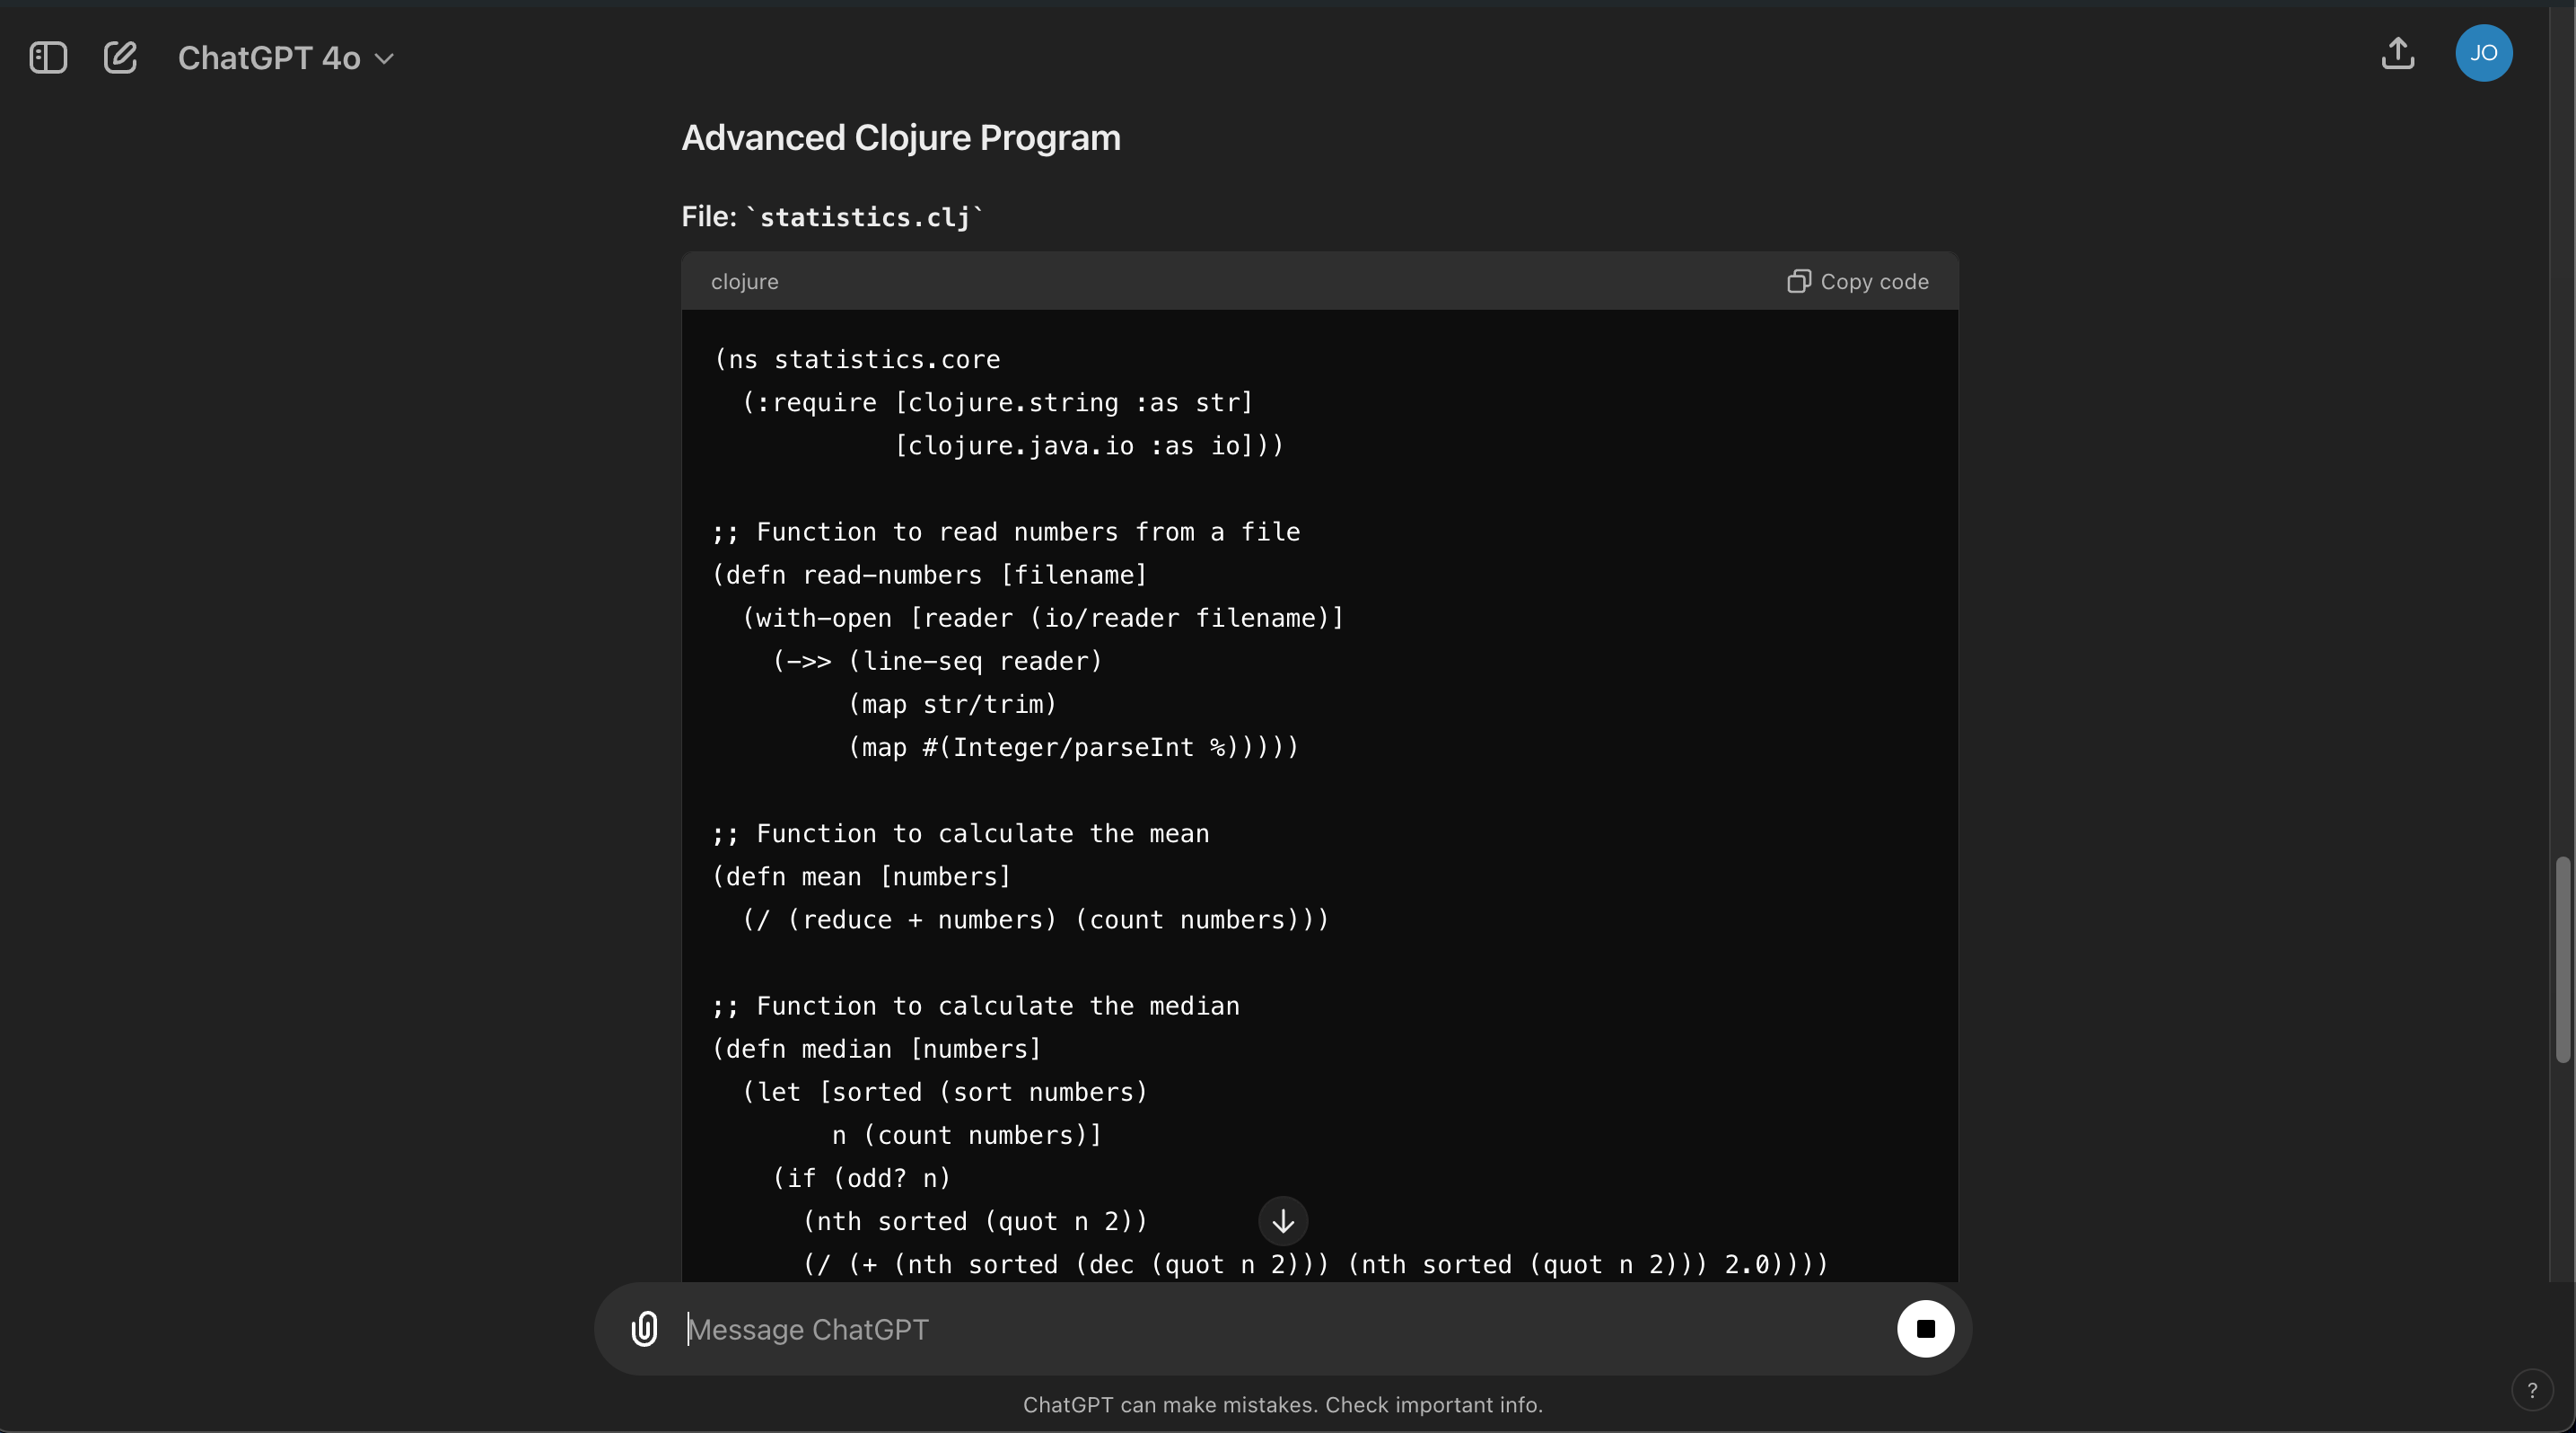 ChatGPT 4o
JO
Advanced Clojure Program
File: `statistics.clj`
clojure
Copy code
(ns statistics.core
  (:require [clojure.string :as str]
            [clojure.java.io :as io]))
;; Function to read numbers from a file
(defn read-numbers [filename]
  (with-open [reader (io/reader filename)]
    (->> (line-seq reader)
         (map str/trim)
         (map #(Integer/parseInt %)))))
;; Function to calculate the mean
(defn mean [numbers]
  (/ (reduce + numbers) (count numbers)))
;; Function to calculate the median
(defn median [numbers]
  (let [sorted (sort numbers)
        n (count numbers)]
    (if (odd? n)
      (nth sorted (quot n 2))
      (/ (+ (nth sorted (dec (quot n 2))) (nth sorted (quot n 2))) 2.0))))
Message ChatGPT
ChatGPT can make mistakes. Check important info.
?